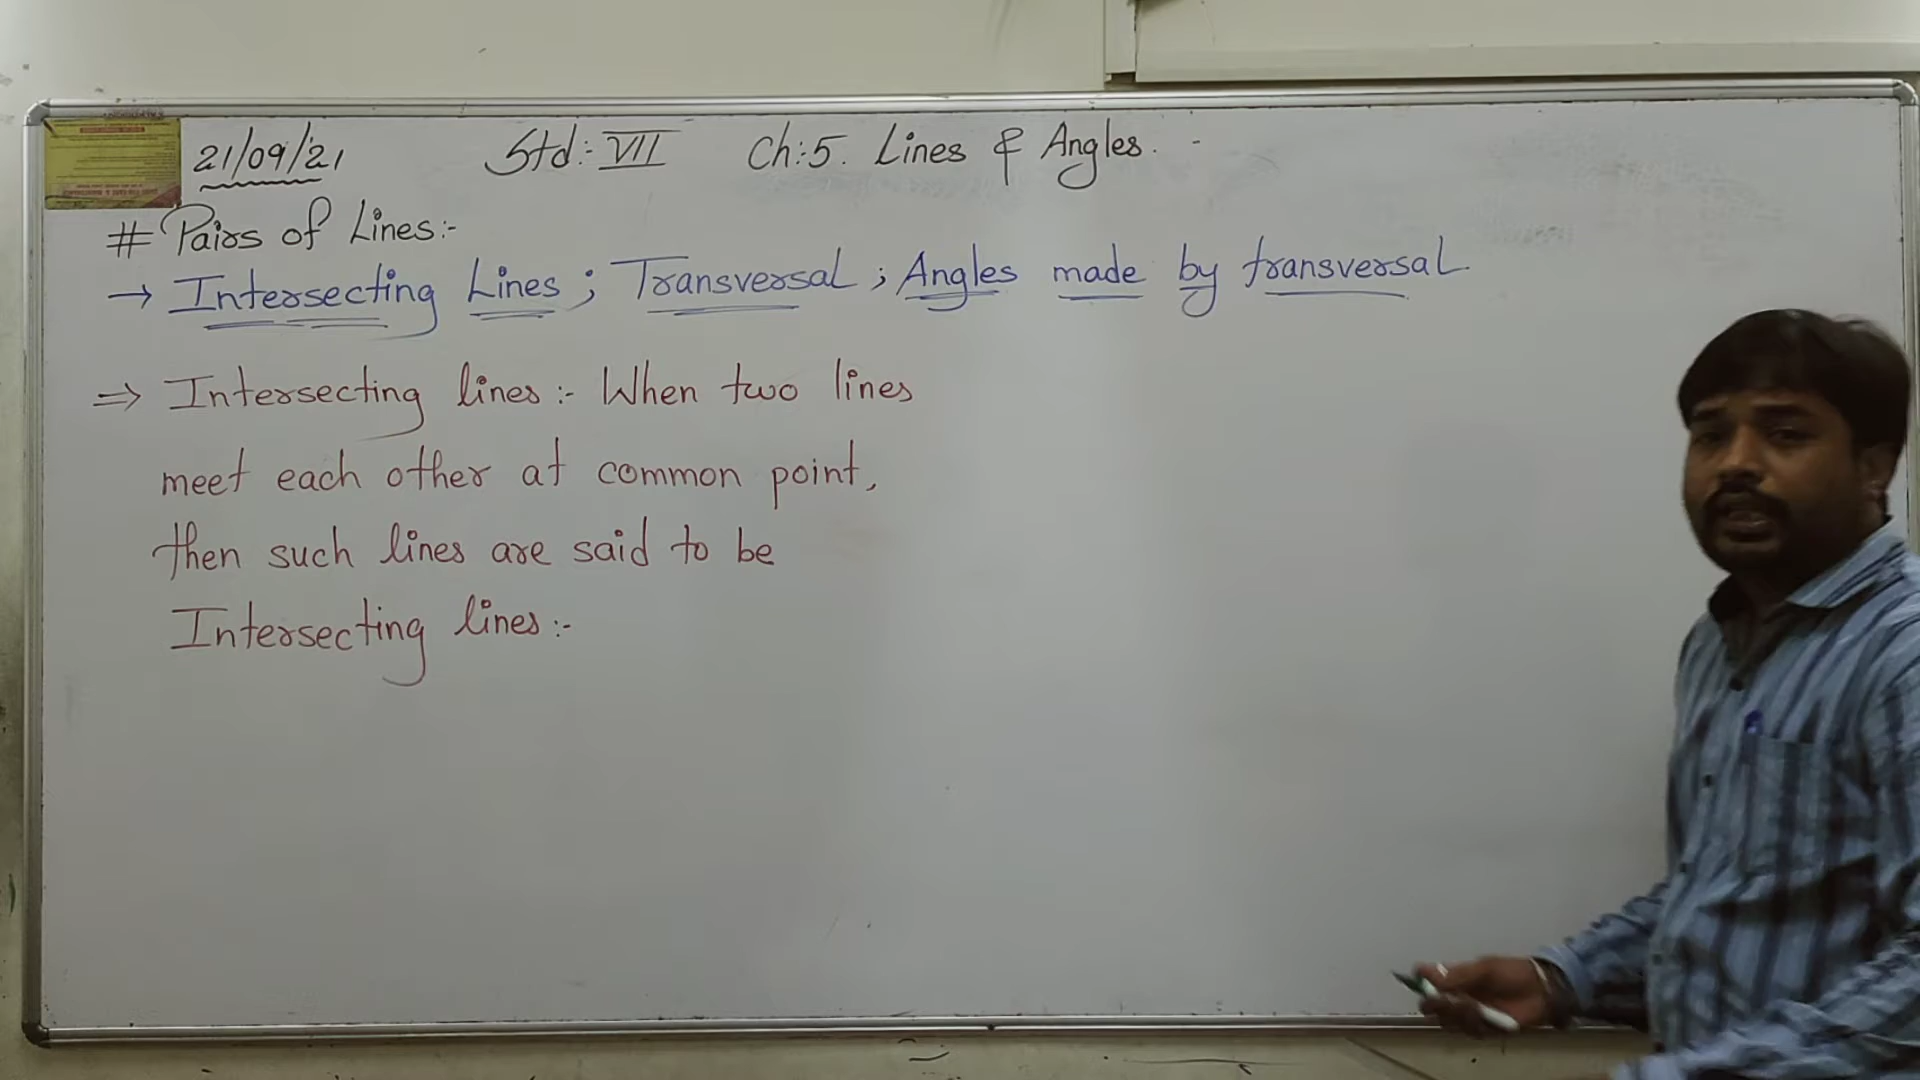 21/09/21 Std:- VII Ch:5. Lines & Angles.
# Pairs of Lines:-
→ Intersecting Lines; Transversal; Angles made by transversal
⇒ Intersecting lines:- When two lines
meet each other at common point,
then such lines are said to be
Intersecting lines:-